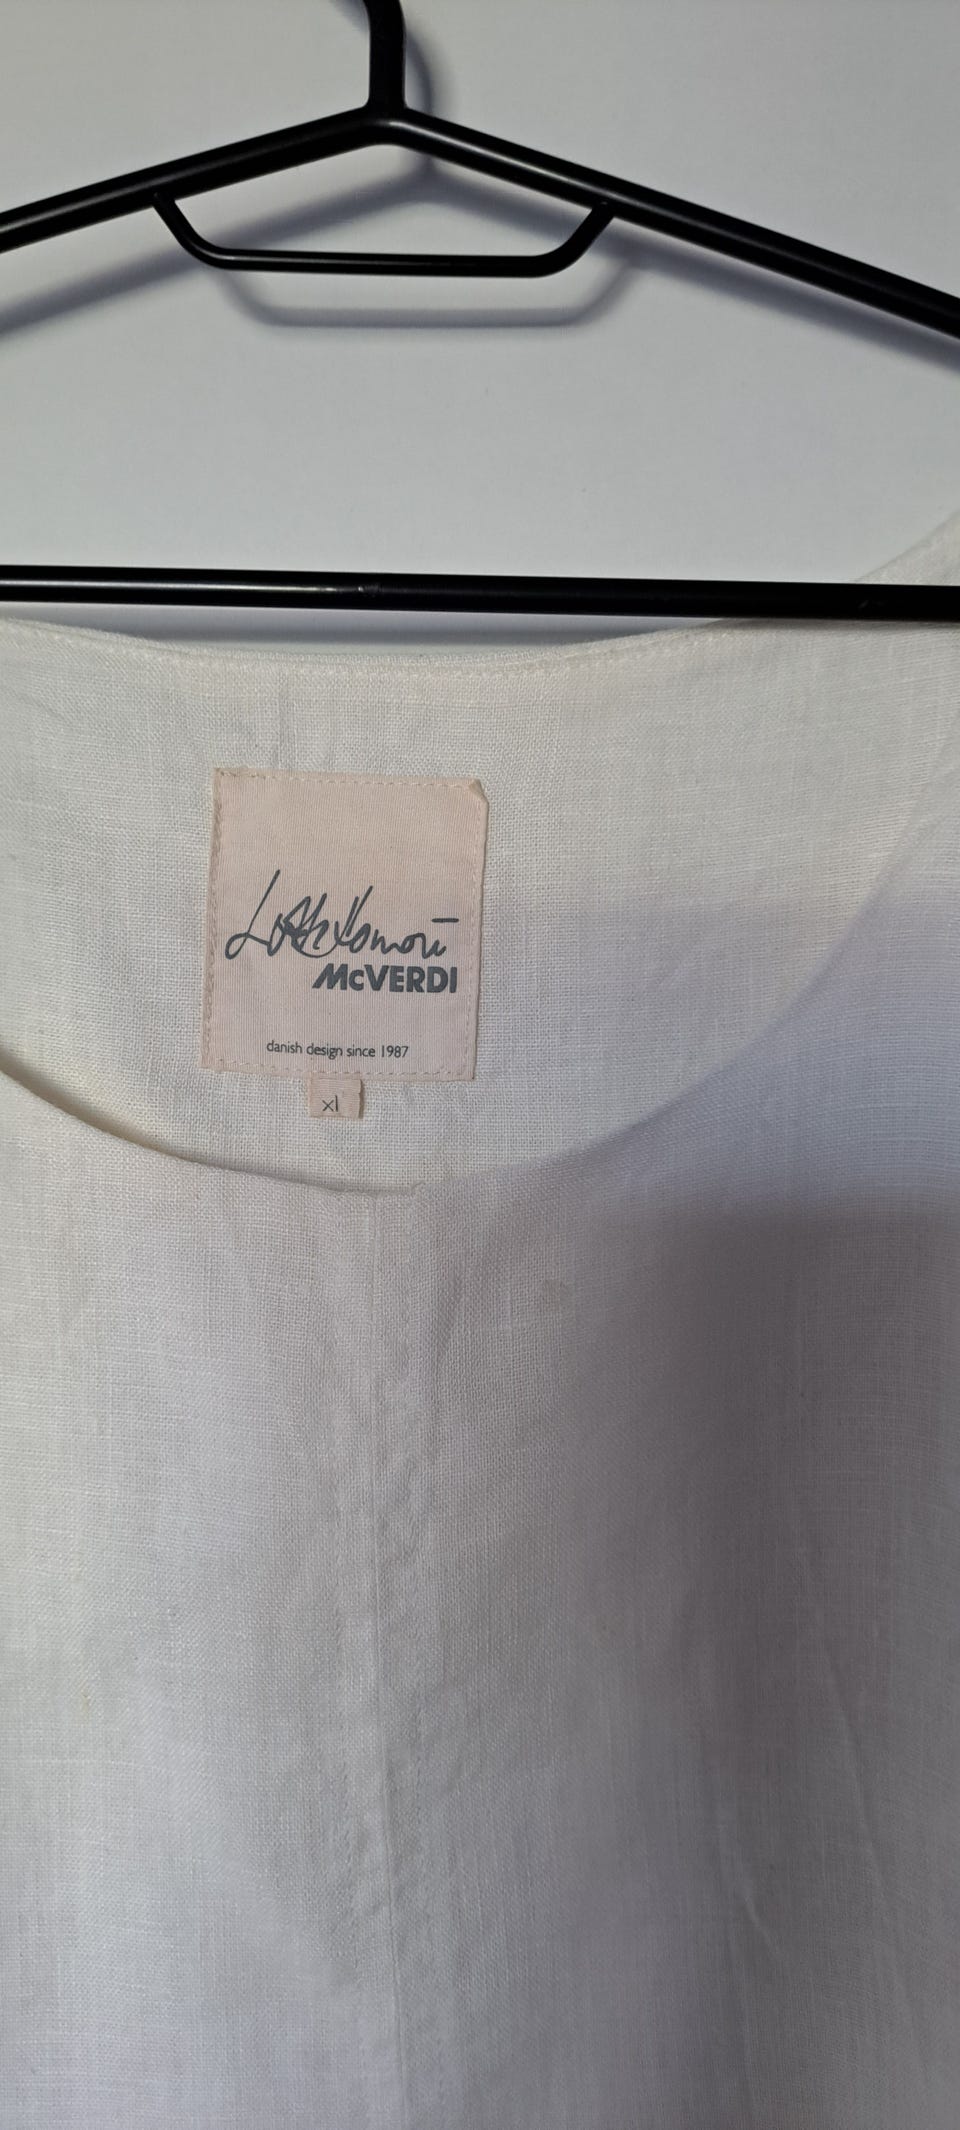 McVERDI
danish design since 1987
xl